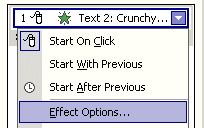 1 Text 2: Crunchy...
Start On Click
Start With Previous
Start After Previous
Effect Options...